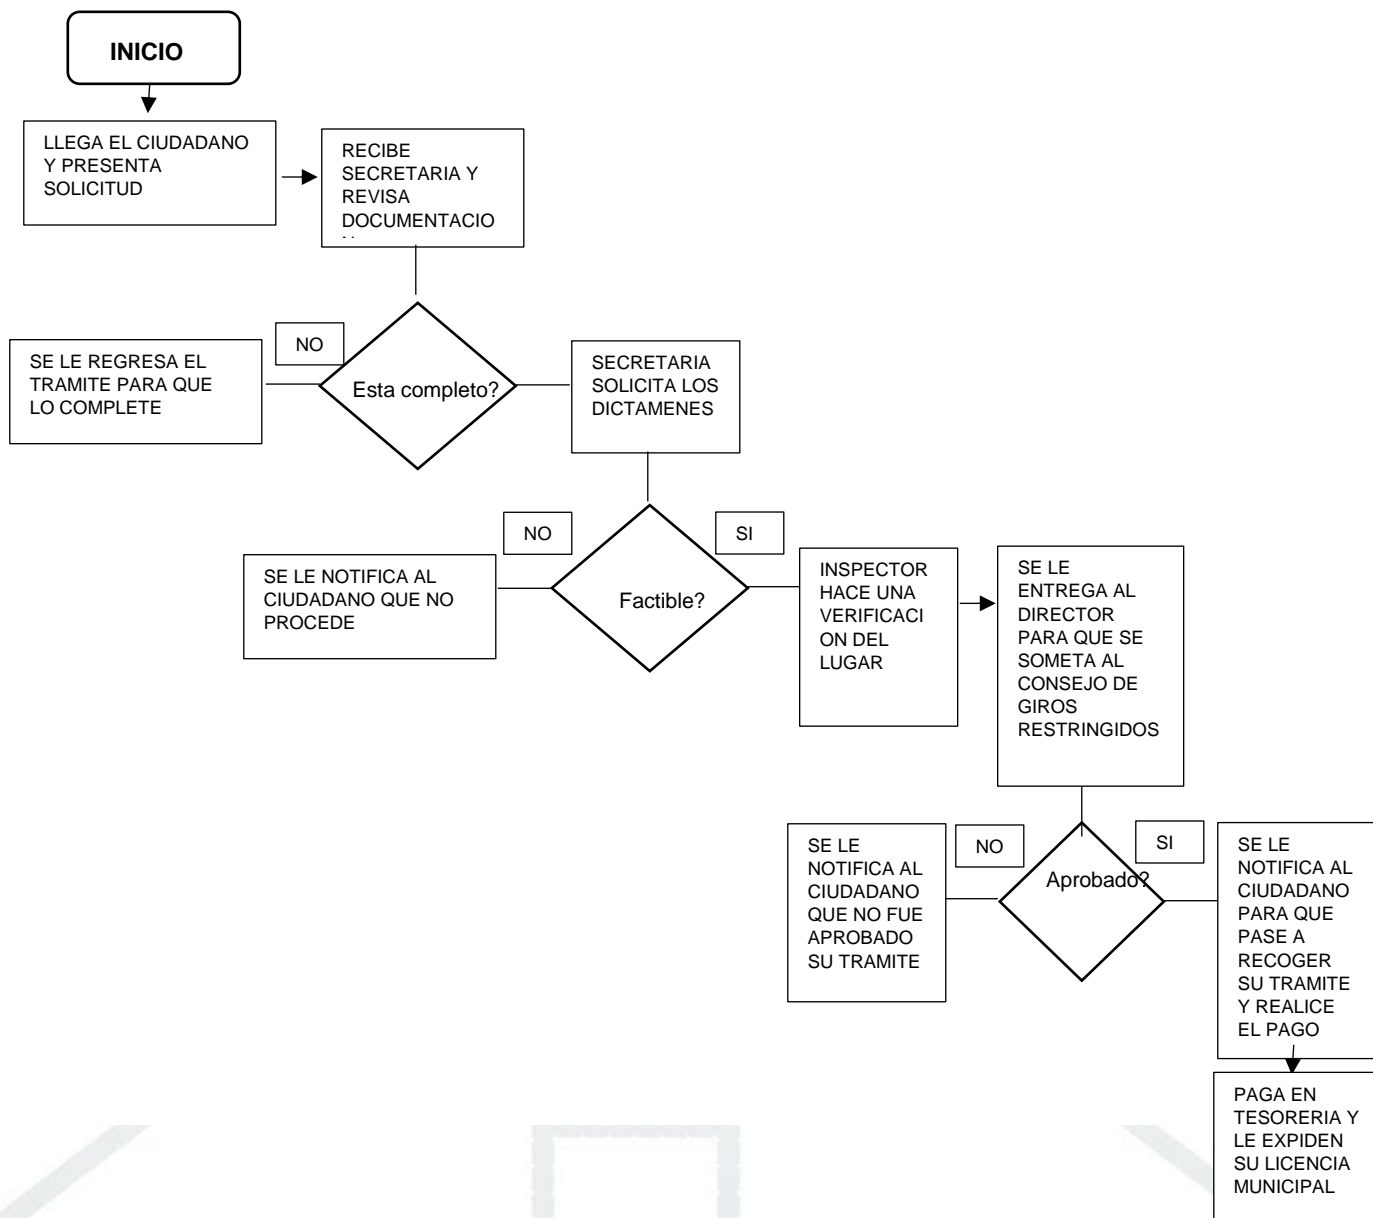 INICIO
LLEGA EL CIUDADANO
Y PRESENTA
SOLICITUD
RECIBE
SECRETARIA Y
REVISA
DOCUMENTACIO
NO
Esta completo?
SE LE REGRESA EL
TRAMITE PARA QUE
LO COMPLETE
SECRETARIA
SOLICITA LOS
DICTAMENES
NO
SI
Factible?
SE LE NOTIFICA AL
CIUDADANO QUE NO
PROCEDE
INSPECTOR
HACE UNA
VERIFICACI
ON DEL
LUGAR
SE LE
ENTREGA AL
DIRECTOR
PARA QUE SE
SOMETA AL
CONSEJO DE
GIROS
RESTRINGIDOS
NO
SI
Aprobado?
SE LE
NOTIFICA AL
CIUDADANO
QUE NO FUE
APROBADO
SU TRAMITE
SE LE
NOTIFICA AL
CIUDADANO
PARA QUE
PASE A
RECOGER
SU TRAMITE
Y REALICE
EL PAGO
PAGA EN
TESORERIA Y
LE EXPIDEN
SU LICENCIA
MUNICIPAL